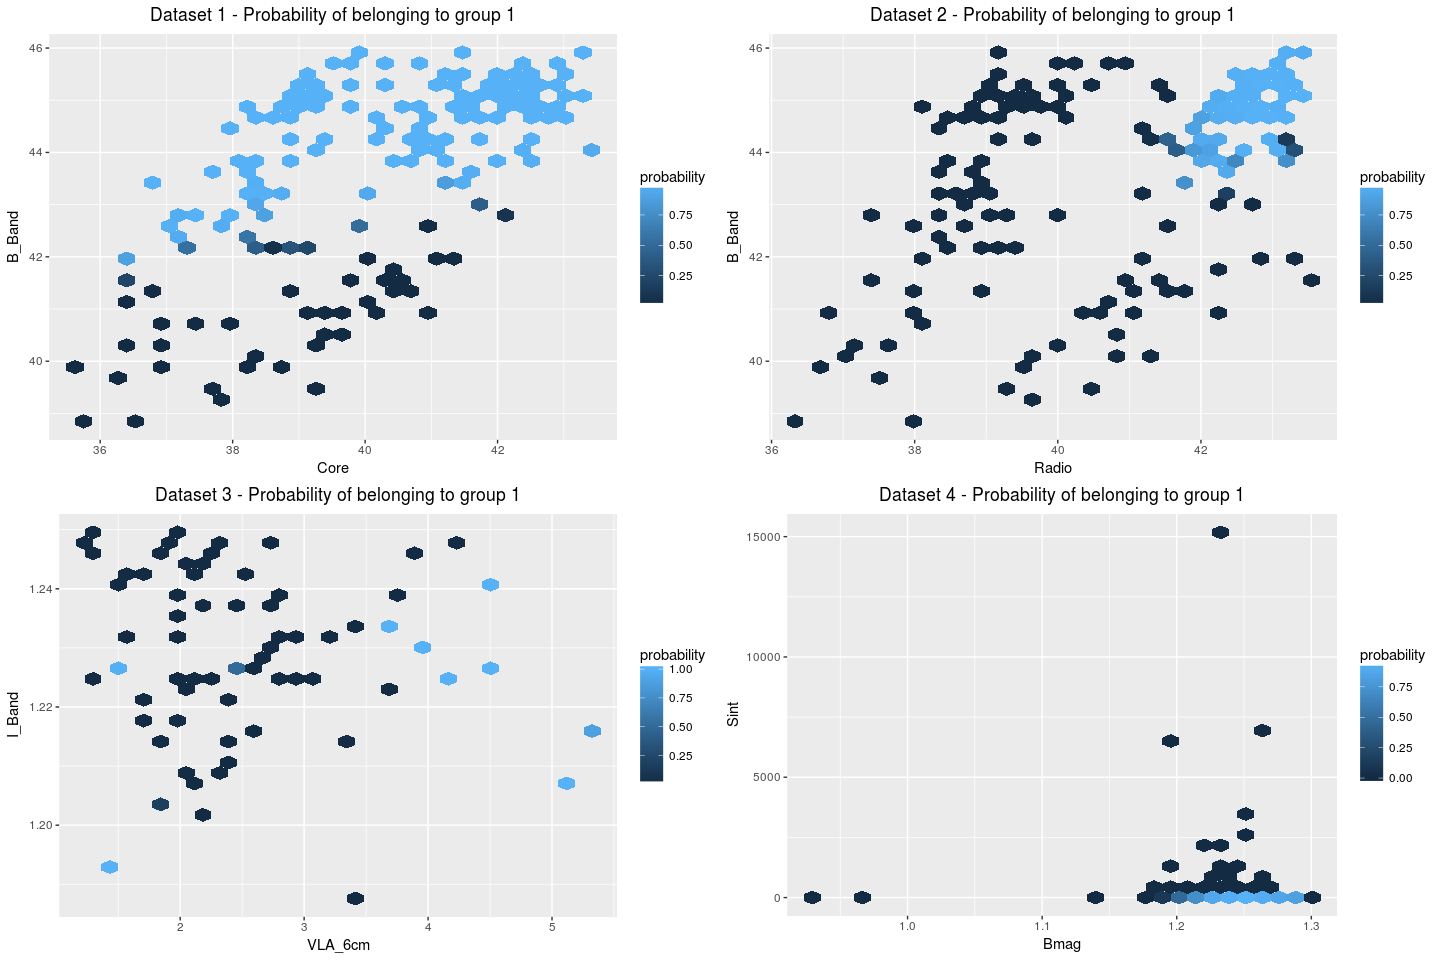 Dataset 1 - Probability of belonging to group 1
46
44
42
40
B_Band
36
38
40
42
Core
probability
0.75
0.50
0.25
Dataset 2 - Probability of belonging to group 1
46
44
42
40
B_Band
36
38
40
42
Radio
probability
0.75
0.50
0.25
Dataset 3 - Probability of belonging to group 1
1.24
1.22
1.20
I_Band
2
3
4
5
VLA_6cm
probability
1.00
0.75
0.50
0.25
Dataset 4 - Probability of belonging to group 1
15000
10000
5000
0
Sint
1.0
1.1
1.2
1.3
Bmag
probability
0.75
0.50
0.25
0.00